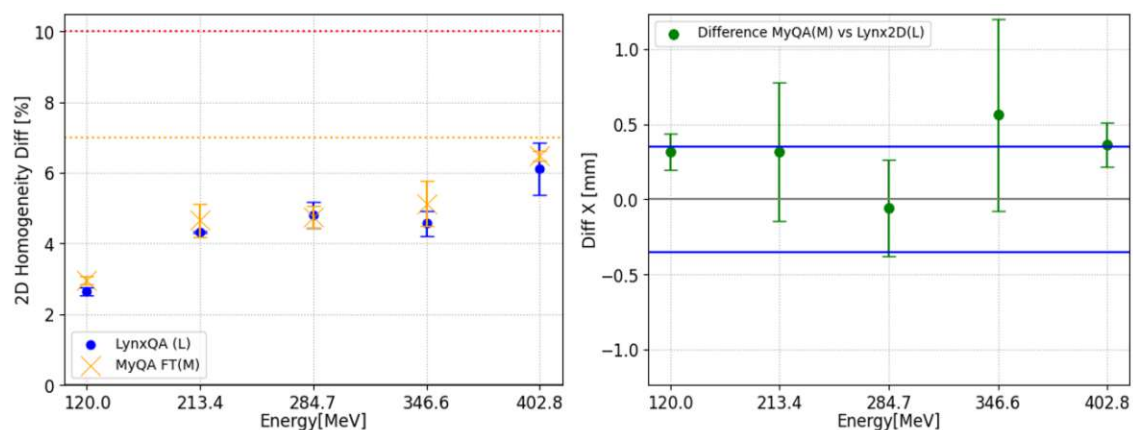 10
8
6
4
2
0
2D Homogeneity Diff [%]
LynxQA (L)
MyQA FT(M)
120.0 213.4 284.7 346.6 402.8
Energy[MeV]
1.0
0.5
0.0
−0.5
−1.0
Diff X [mm]
Difference MyQA(M) vs Lynx2D(L)
120.0 213.4 284.7 346.6 402.8
Energy[MeV]